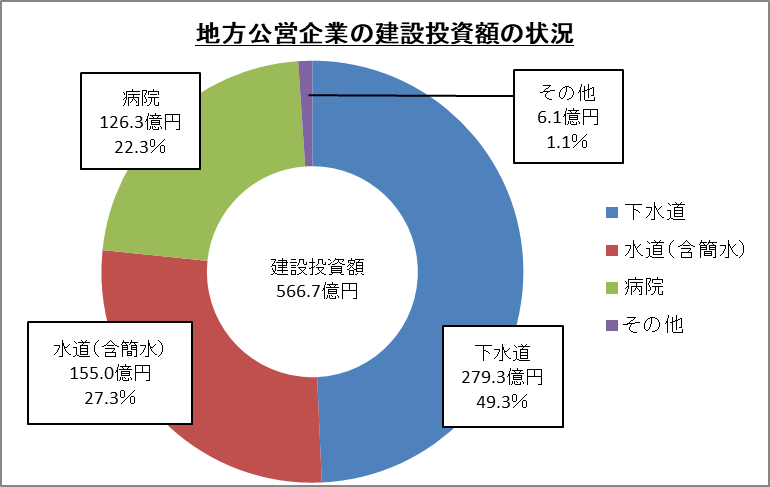 地方公営企業の建設投資額の状況
病院
126.3億円
22.3%
その他
6.1億円
1.1%
建設投資額
566.7億円
水道(含簡水)
155.0億円
27.3%
下水道
279.3億円
49.3%
下水道
水道(含簡水)
病院
その他